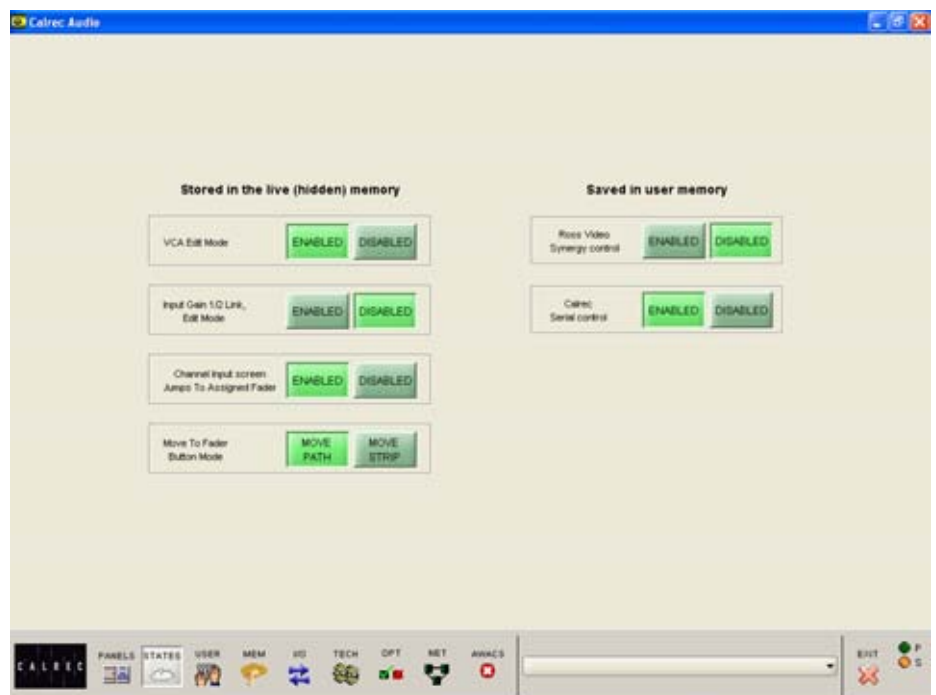 Calrec Audio
Stored in the live (hidden) memory
VCA Edit Mode
ENABLED DISABLED
Input Gain 1/2 Link,
Edit Mode
ENABLED DISABLED
Channel Input screen
Jumps To Assigned Fader
ENABLED DISABLED
Move To Fader
Button Mode
MOVE
PATH
MOVE
STRIP
Saved in user memory
Ross Video
Synergy control
ENABLED DISABLED
Calrec
Serial control
ENABLED DISABLED
CALREC
PANELS STATES USER MEM I/O TECH OPT NET AWACS
EXIT
P
S